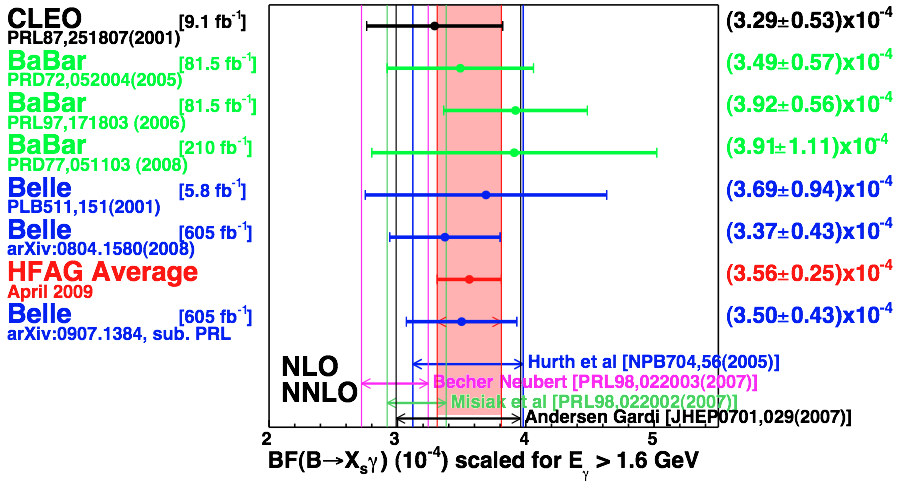 CLEO [9.1 fb⁻¹] (3.29±0.53)x10⁻⁴
PRL87,251807(2001)
BaBar [81.5 fb⁻¹] (3.49±0.57)x10⁻⁴
PRD72,052004(2005)
BaBar [81.5 fb⁻¹] (3.92±0.56)x10⁻⁴
PRL97,171803 (2006)
BaBar [210 fb⁻¹] (3.91±1.11)x10⁻⁴
PRD77,051103 (2008)
Belle [5.8 fb⁻¹] (3.69±0.94)x10⁻⁴
PLB511,151(2001)
Belle [605 fb⁻¹] (3.37±0.43)x10⁻⁴
arXiv:0804.1580(2008)
HFAG Average (3.56±0.25)x10⁻⁴
April 2009
Belle [605 fb⁻¹] (3.50±0.43)x10⁻⁴
arXiv:0907.1384, sub. PRL
NLO Hurth et al [NPB704,56(2005)]
Becher Neubert [PRL98,022003(2007)]
NNLO Misiak et al [PRL98,022002(2007)]
Andersen Gardi [JHEP0701,029(2007)]
2 3 4 5
BF(B→Xsγ) (10⁻⁴) scaled for Eγ > 1.6 GeV